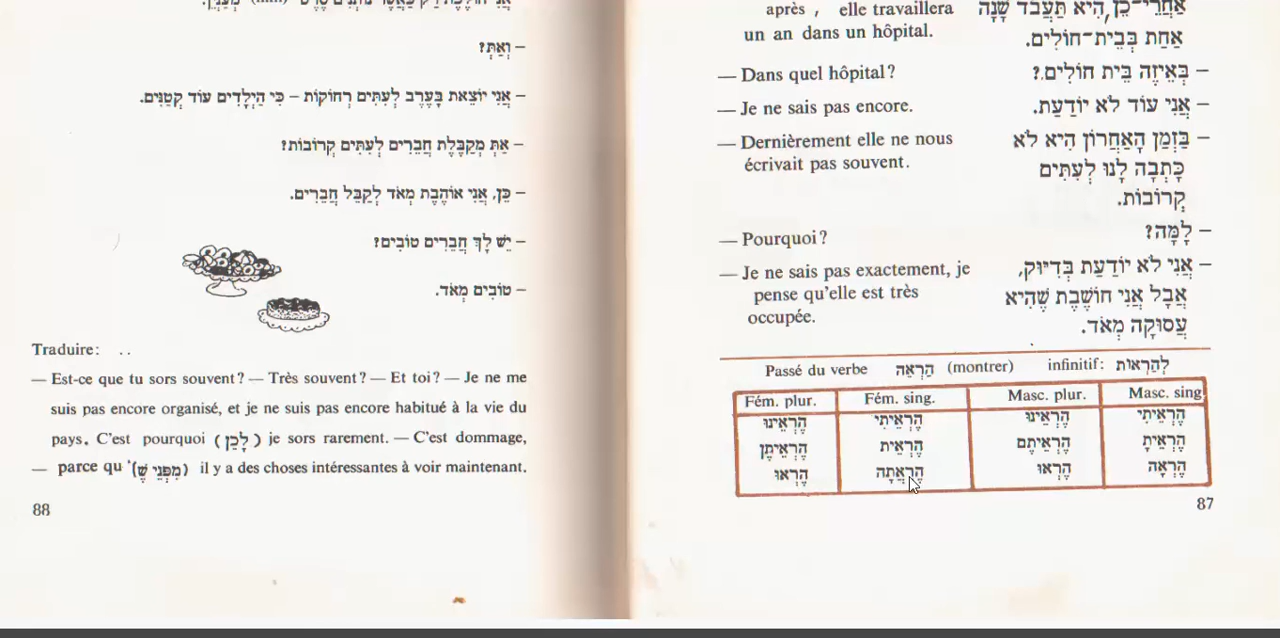 אַחֲרֵי־כֵן, הִיא תַּעֲבֹד שָׁנָה
אַחַת בְּבֵית־חוֹלִים.
après , elle travaillera
un an dans un hôpital.
– בְּאֵיזֶה בֵּית חוֹלִים?
— Dans quel hôpital ?
– אֲנִי עוֹד לֹא יוֹדַעַת.
— Je ne sais pas encore.
– בַּזְּמַן הָאַחֲרוֹן הִיא לֹא
כָּתְבָה לָנוּ לְעִתִּים
קְרוֹבוֹת.
— Dernièrement elle ne nous
écrivait pas souvent.
– לָמָּה?
— Pourquoi ?
– אֲנִי לֹא יוֹדַעַת בְּדִיּוּק,
אֲבָל אֲנִי חוֹשֶׁבֶת שֶׁהִיא
עֲסוּקָה מְאֹד.
— Je ne sais pas exactement, je
pense qu'elle est très
occupée.
Passé du verbe הֶרְאָה (montrer) infinitif: לְהַרְאוֹת
Fém. plur. Fém. sing. Masc. plur. Masc. sing
הֶרְאֵיתִי הֶרְאֵינוּ הֶרְאֵיתִי הֶרְאֵינוּ
הֶרְאֵיתָ הֶרְאֵיתֶם הֶרְאֵית הֶרְאֵיתֶן
הֶרְאָה הֶרְאוּ הֶרְאֲתָה הֶרְאוּ
87
– וְאַתְּ?
– אֲנִי יוֹצֵאת בָּעֶרֶב לְעִתִּים רְחוֹקוֹת – כִּי הַיְלָדִים עוֹד קְטַנִּים.
– אַתְּ מְקַבֶּלֶת חֲבֵרִים לְעִתִּים קְרוֹבוֹת?
– כֵּן, אֲנִי אוֹהֶבֶת מְאֹד לְקַבֵּל חֲבֵרִים.
– יֵשׁ לָךְ חֲבֵרִים טוֹבִים?
– טוֹבִים מְאֹד.
Traduire: ..
— Est-ce que tu sors souvent ? — Très souvent ? — Et toi ? — Je ne me
suis pas encore organisé, et je ne suis pas encore habitué à la vie du
pays. C'est pourquoi (לָכֵן) je sors rarement. — C'est dommage,
— parce qu '(מִפְּנֵי שֶׁ) il y a des choses intéressantes à voir maintenant.
88